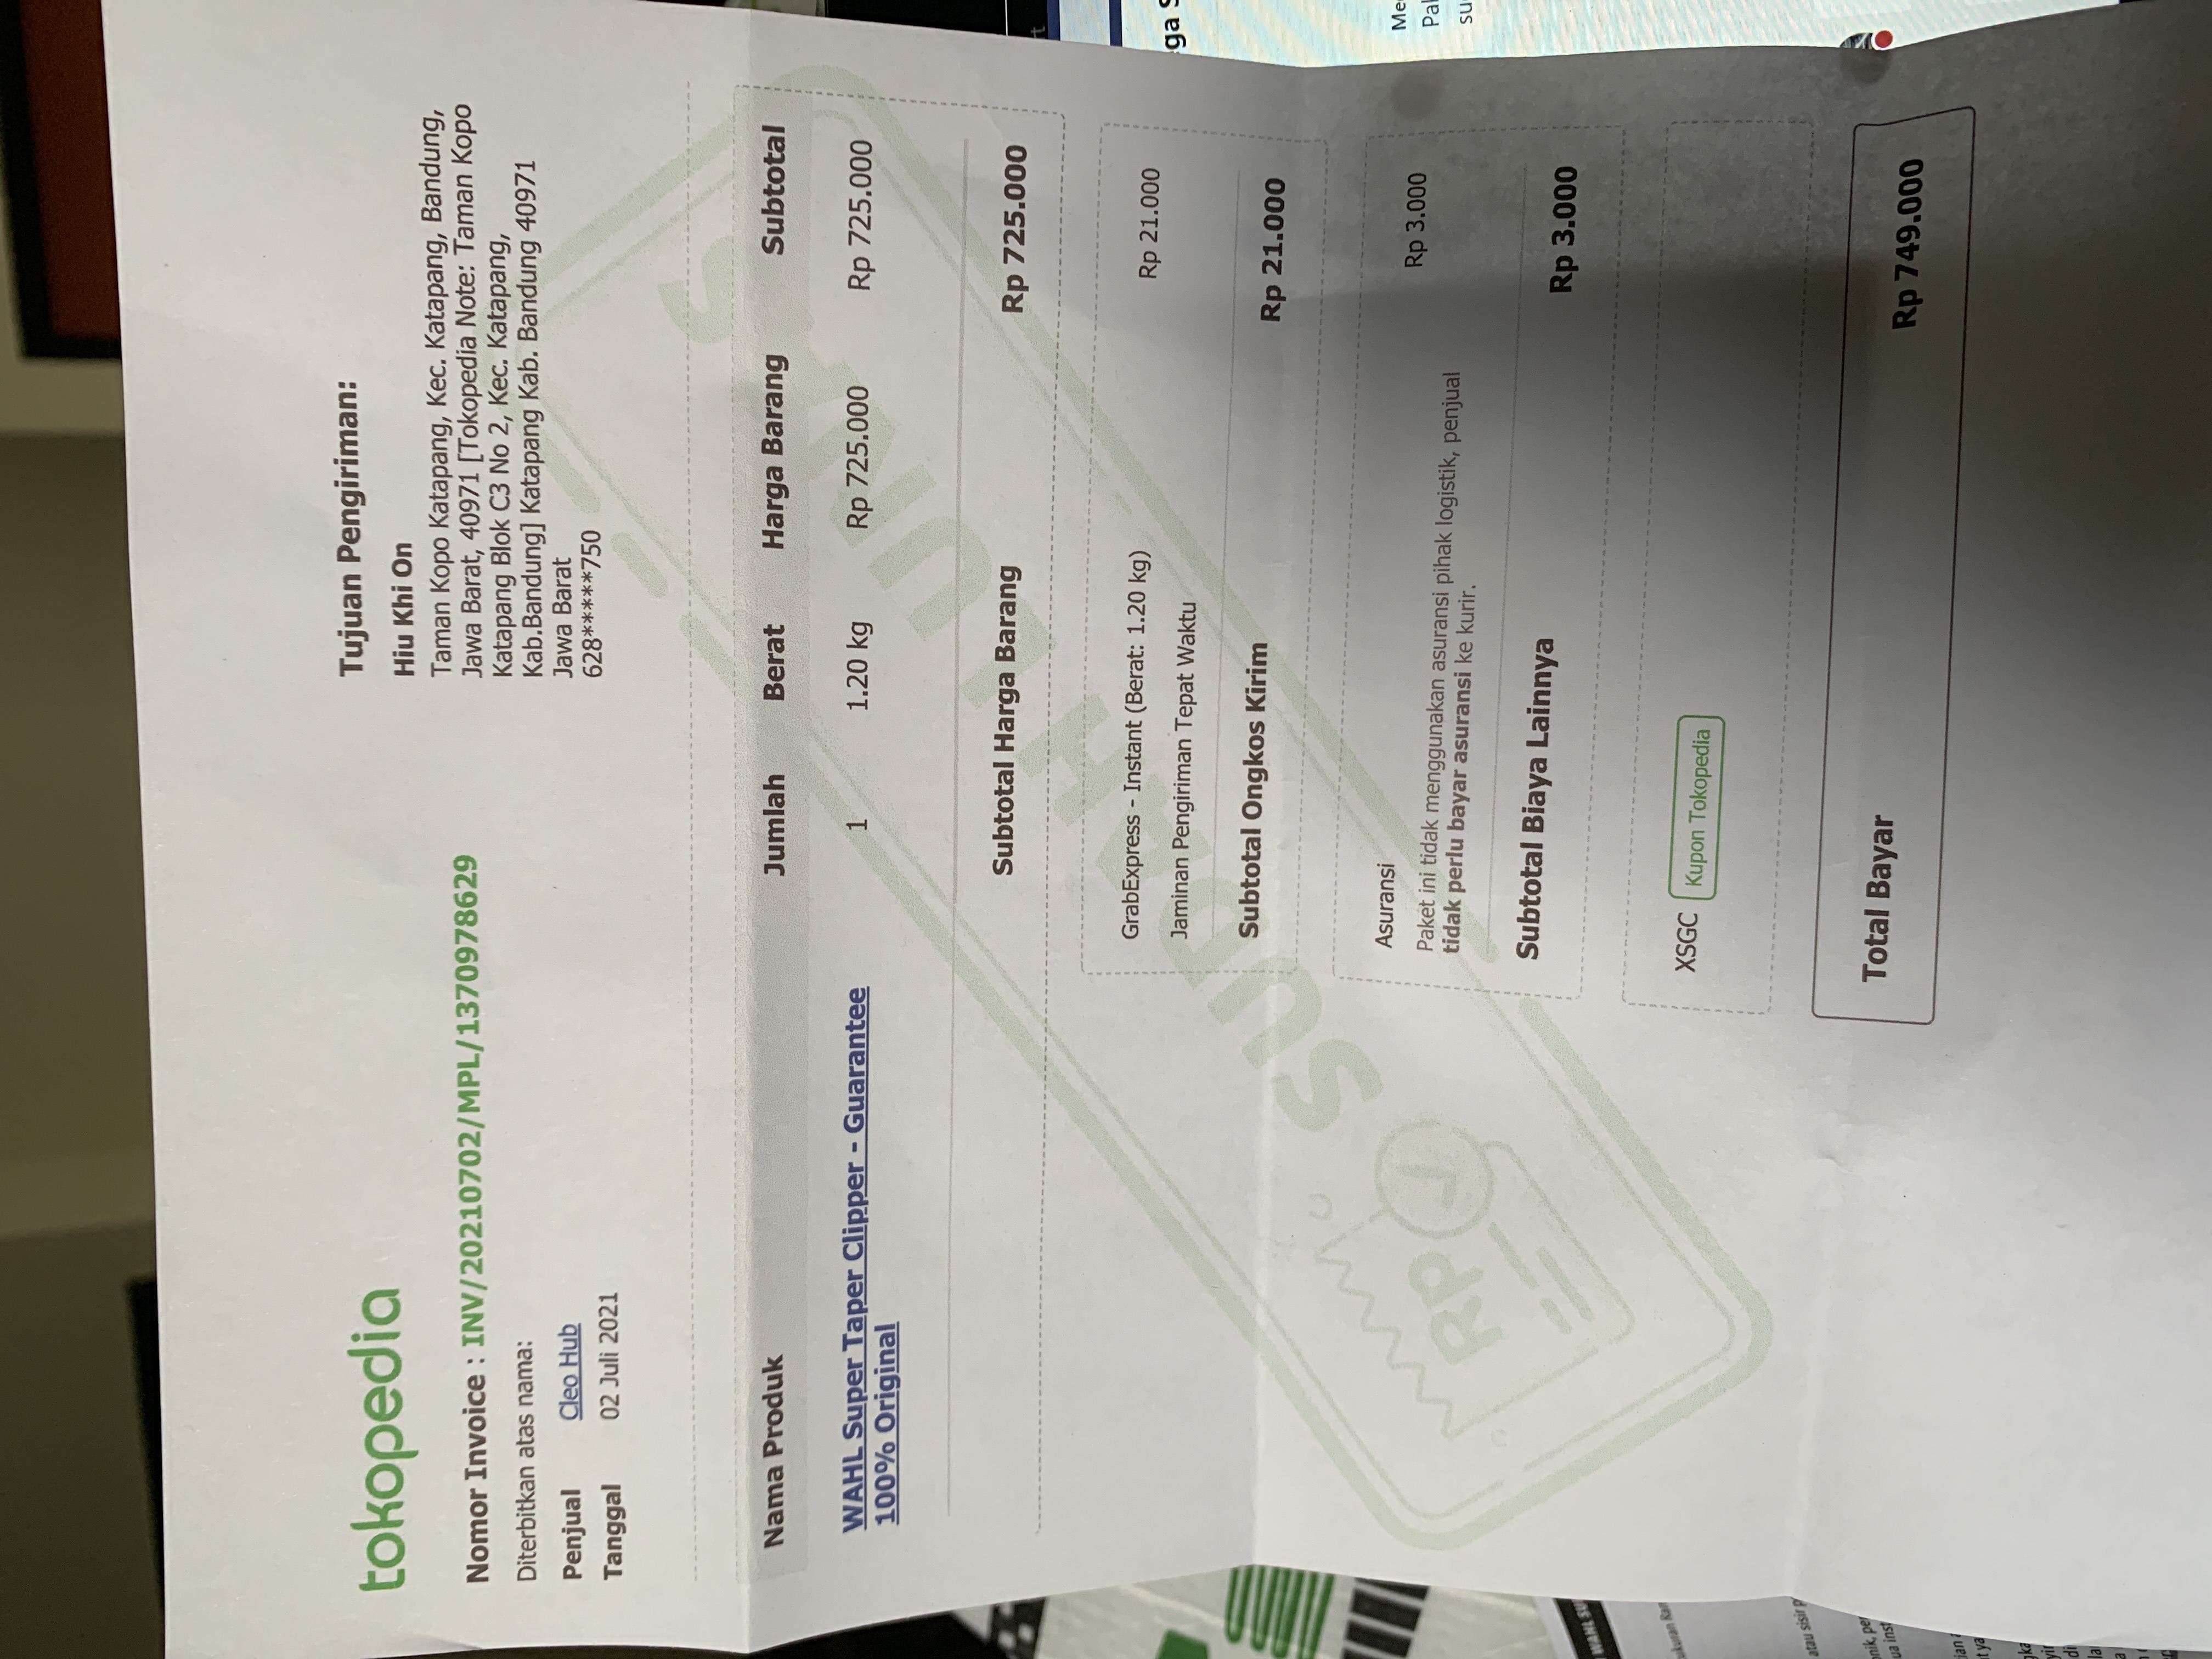 tokopedia
Nomor Invoice : INV/20210702/MPL/1370978629
Diterbitkan atas nama:
Penjual Cleo Hub
Tanggal 02 Juli 2021
Tujuan Pengiriman:
Hiu Khi On
Taman Kopo Katapang, Kec. Katapang, Bandung,
Jawa Barat, 40971 [Tokopedia Note: Taman Kopo
Katapang Blok C3 No 2, Kec. Katapang,
Kab.Bandung] Katapang Kab. Bandung 40971
Jawa Barat
628*****750
Nama Produk Jumlah Berat Harga Barang Subtotal
WAHL Super Taper Clipper - Guarantee 1 1.20 kg Rp 725.000 Rp 725.000
100% Original
Subtotal Harga Barang Rp 725.000
GrabExpress - Instant (Berat: 1.20 kg) Rp 21.000
Jaminan Pengiriman Tepat Waktu
Subtotal Ongkos Kirim Rp 21.000
Asuransi Rp 3.000
Paket ini tidak menggunakan asuransi pihak logistik, penjual
tidak perlu bayar asuransi ke kurir.
Subtotal Biaya Lainnya Rp 3.000
XSGC Kupon Tokopedia
Total Bayar Rp 749.000
RP SUDAH LUNAS
WAHL
atau sisir